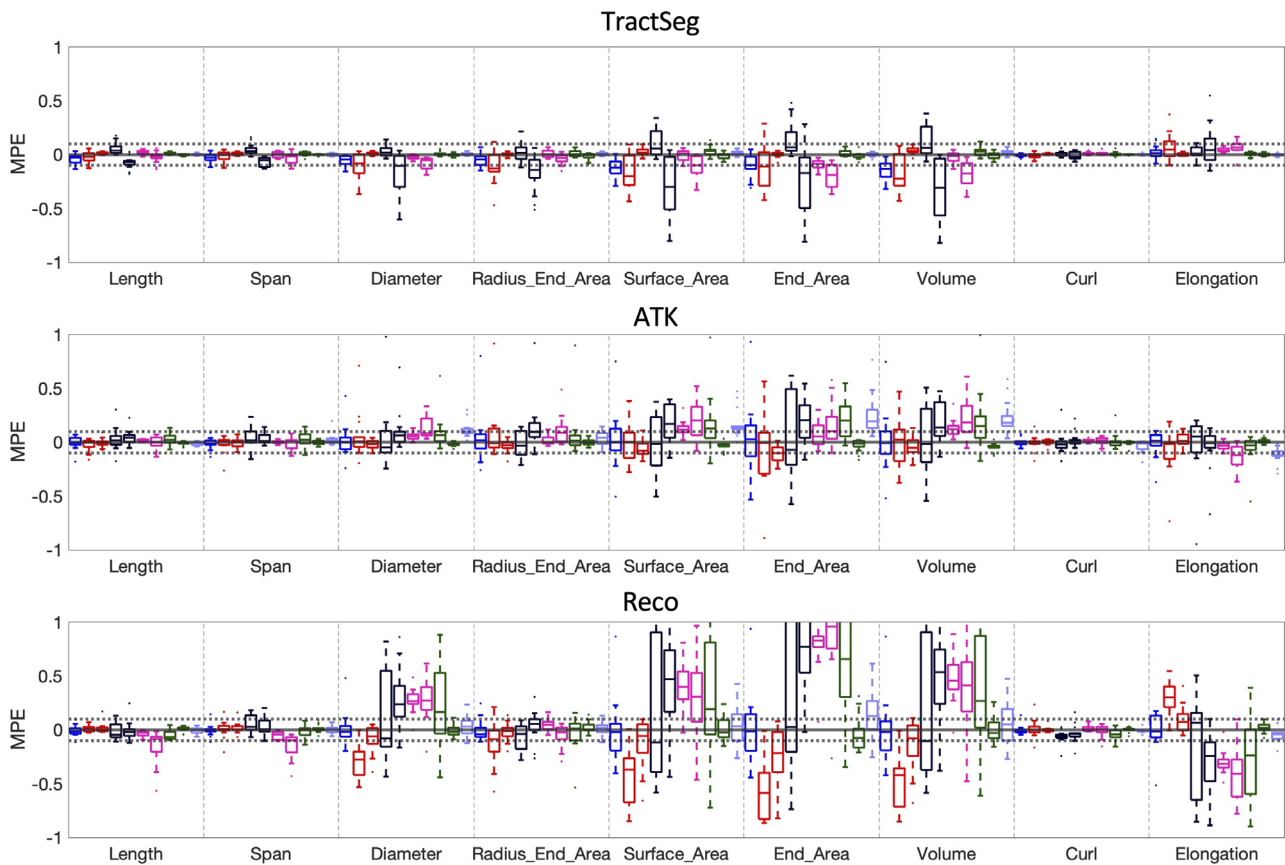 TractSeg
1
0.5
0
-0.5
-1
MPE
Length Span Diameter Radius_End_Area Surface_Area End_Area Volume Curl Elongation
ATK
1
0.5
0
-0.5
-1
MPE
Length Span Diameter Radius_End_Area Surface_Area End_Area Volume Curl Elongation
Reco
1
0.5
0
-0.5
-1
MPE
Length Span Diameter Radius_End_Area Surface_Area End_Area Volume Curl Elongation